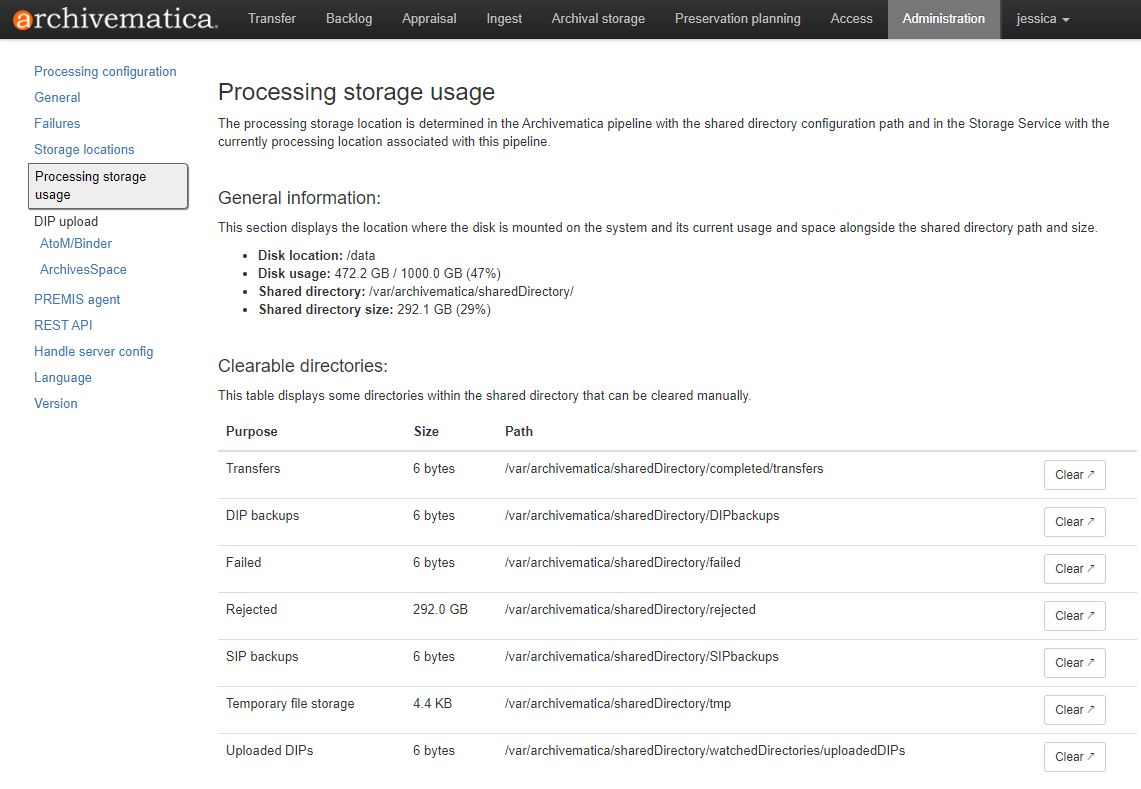 archivematica.
Transfer Backlog Appraisal Ingest Archival storage Preservation planning Access Administration jessica
Processing configuration
General
Failures
Storage locations
Processing storage
usage
DIP upload
AtoM/Binder
ArchivesSpace
PREMIS agent
REST API
Handle server config
Language
Version
Processing storage usage
The processing storage location is determined in the Archivematica pipeline with the shared directory configuration path and in the Storage Service with the
currently processing location associated with this pipeline.
General information:
This section displays the location where the disk is mounted on the system and its current usage and space alongside the shared directory path and size.
• Disk location: /data
• Disk usage: 472.2 GB / 1000.0 GB (47%)
• Shared directory: /var/archivematica/sharedDirectory/
• Shared directory size: 292.1 GB (29%)
Clearable directories:
This table displays some directories within the shared directory that can be cleared manually.
Purpose Size Path
Transfers 6 bytes /var/archivematica/sharedDirectory/completed/transfers Clear ↗
DIP backups 6 bytes /var/archivematica/sharedDirectory/DIPbackups Clear ↗
Failed 6 bytes /var/archivematica/sharedDirectory/failed Clear ↗
Rejected 292.0 GB /var/archivematica/sharedDirectory/rejected Clear ↗
SIP backups 6 bytes /var/archivematica/sharedDirectory/SIPbackups Clear ↗
Temporary file storage 4.4 KB /var/archivematica/sharedDirectory/tmp Clear ↗
Uploaded DIPs 6 bytes /var/archivematica/sharedDirectory/watchedDirectories/uploadedDIPs Clear ↗